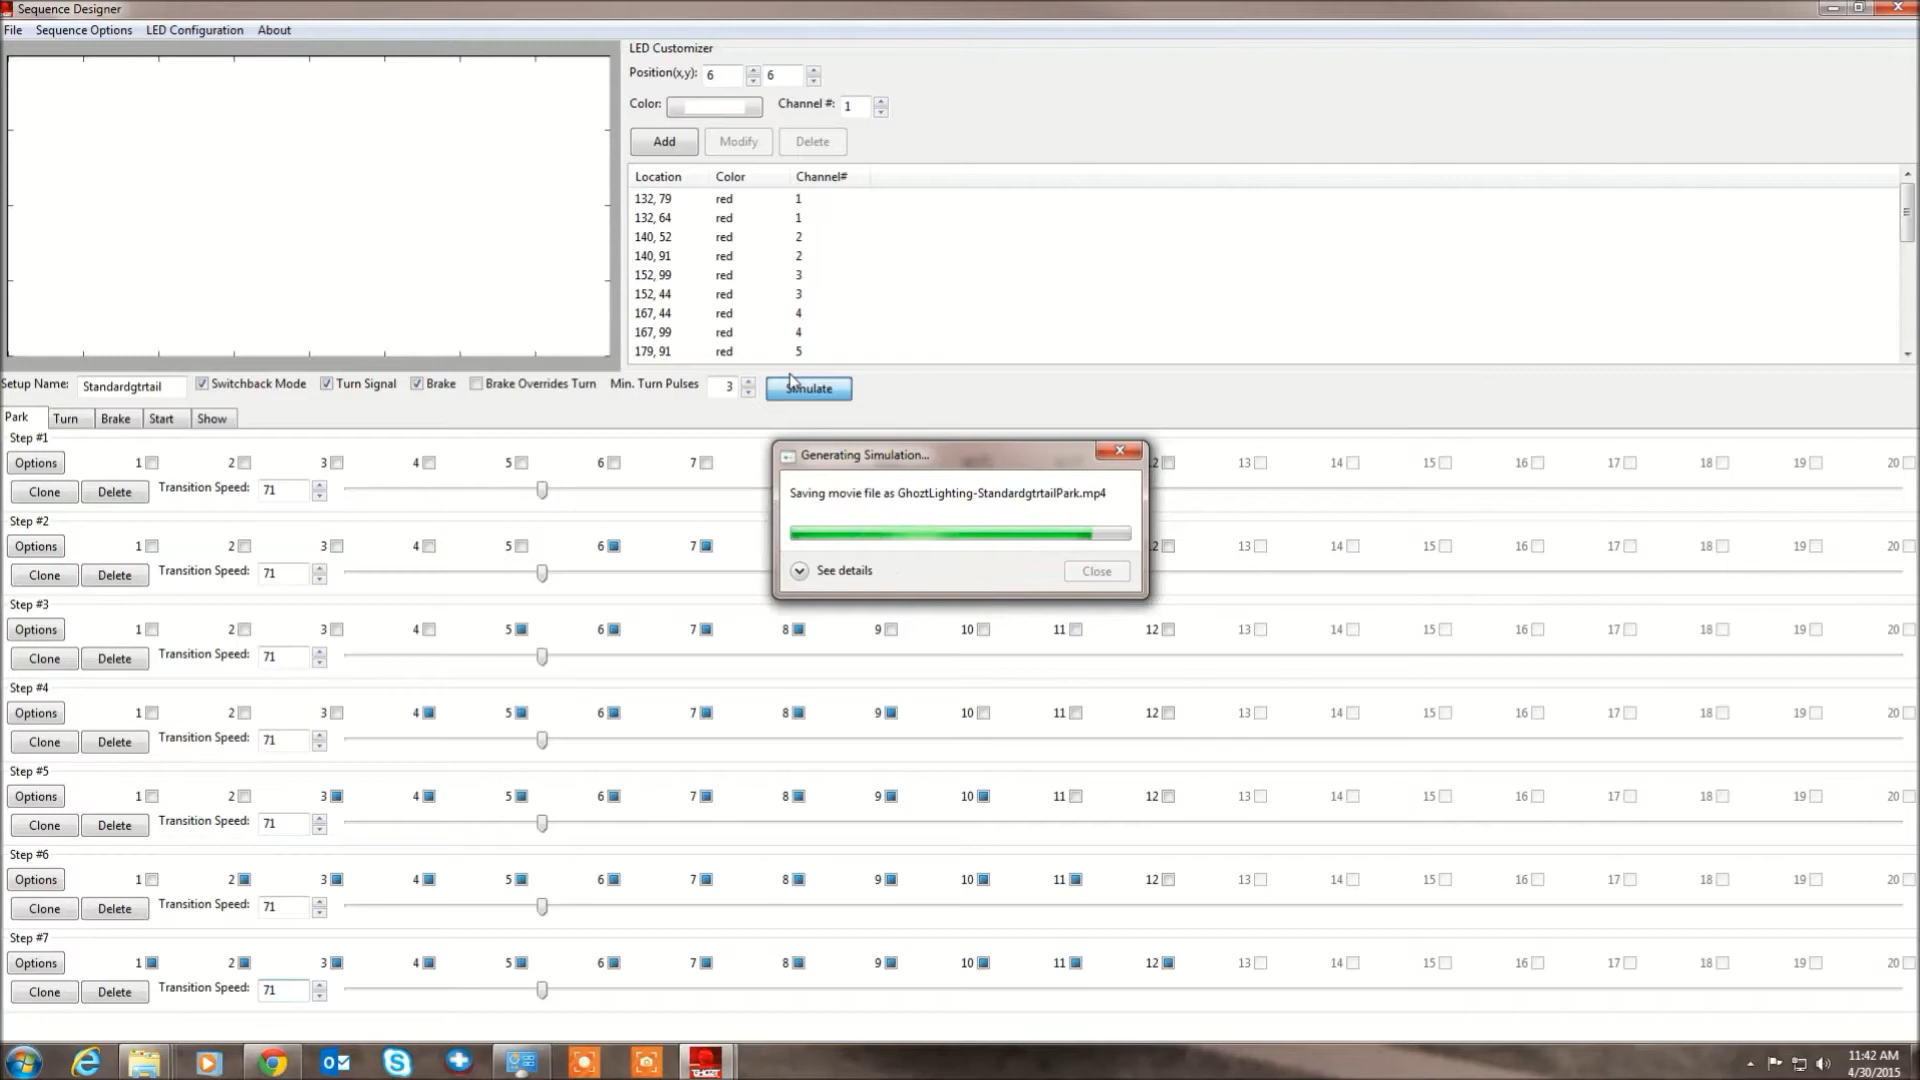 Sequence Designer
File Sequence Options LED Configuration About
LED Customizer
Position(x,y): 6 6
Color: Channel #: 1
Add Modify Delete
Location Color Channel#
132, 79 red 1
132, 64 red 1
140, 52 red 2
140, 91 red 2
152, 99 red 3
152, 44 red 3
167, 44 red 4
167, 99 red 4
179, 91 red 5
Setup Name: Standardgtrtail Switchback Mode Turn Signal Brake Brake Overrides Turn Min. Turn Pulses 3 Simulate
Park Turn Brake Start Show
Step #1
Options 1 2 3 4 5 6 7 2 13 14 15 16 17 18 19 20
Clone Delete Transition Speed: 71
Generating Simulation...
Saving movie file as GhoztLighting-StandardgtrtailPark.mp4
See details Close
Step #2
Options 1 2 3 4 5 6 7 2 13 14 15 16 17 18 19 20
Clone Delete Transition Speed: 71
Step #3
Options 1 2 3 4 5 6 7 8 9 10 11 12 13 14 15 16 17 18 19 20
Clone Delete Transition Speed: 71
Step #4
Options 1 2 3 4 5 6 7 8 9 10 11 12 13 14 15 16 17 18 19 20
Clone Delete Transition Speed: 71
Step #5
Options 1 2 3 4 5 6 7 8 9 10 11 12 13 14 15 16 17 18 19 20
Clone Delete Transition Speed: 71
Step #6
Options 1 2 3 4 5 6 7 8 9 10 11 12 13 14 15 16 17 18 19 20
Clone Delete Transition Speed: 71
Step #7
Options 1 2 3 4 5 6 7 8 9 10 11 12 13 14 15 16 17 18 19 20
Clone Delete Transition Speed: 71
11:42 AM
4/30/2015